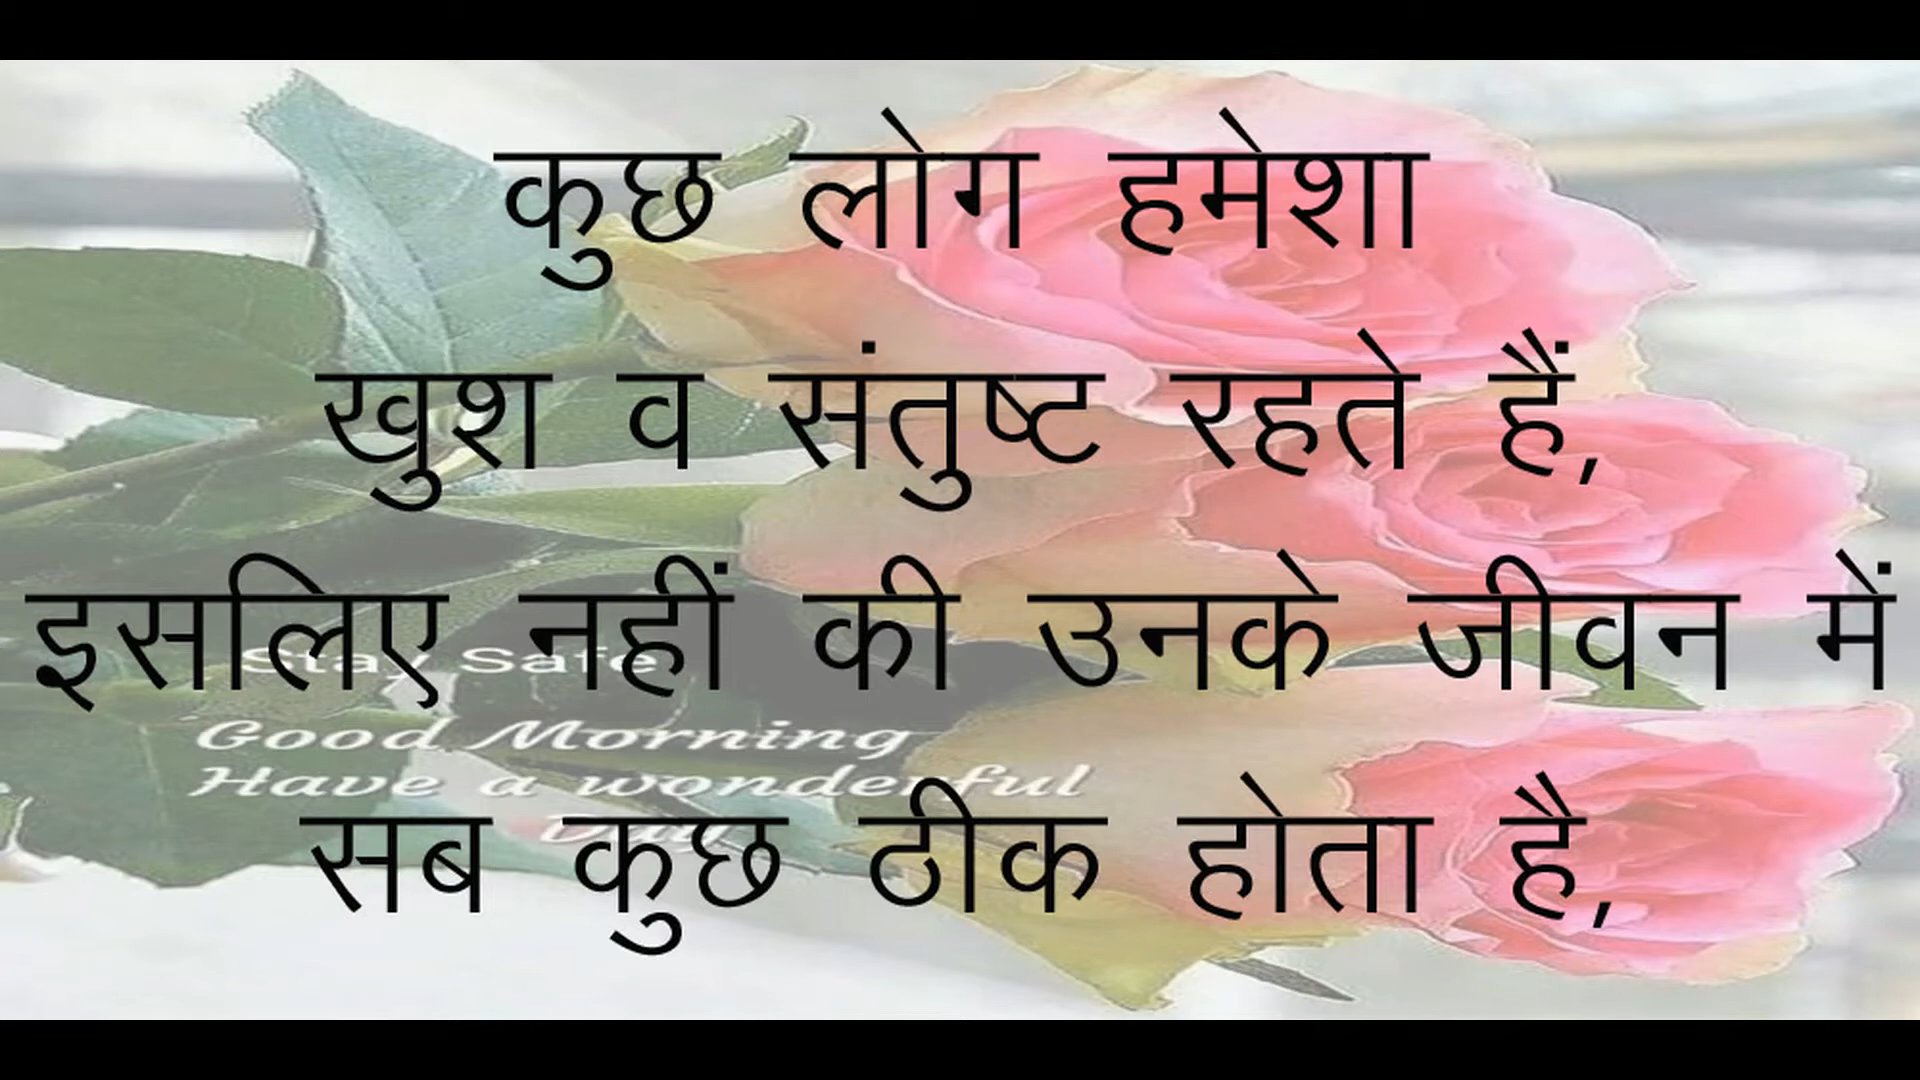 कुछ लोग हमेशा
खुश व संतुष्ट रहते हैं,
इसलिए नहीं की उनके जीवन में
Stay Safe
Good Morning
Have a wonderful
Day
सब कुछ ठीक होता है,